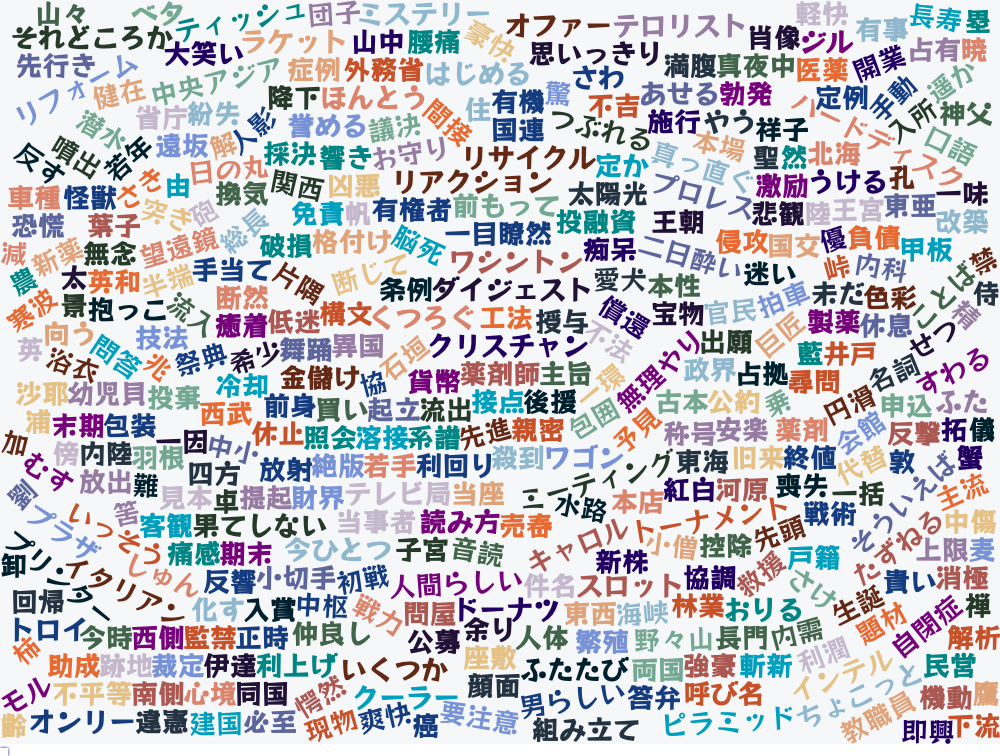 山々 ベタ ティッシュ 団子 ミステリー オファー テロリスト 軽快 有事 長寿 塁
それどころか 大笑い ラケット 山中 腰痛 豪快 思いっきり 肖像 ジル 占有 暁
先行き リフォーム 健在 中央アジア 症例 外務省 はじめる さわ 満腹 真夜中 医薬 開業 遥か
省庁 紛失 降下 ほんとう 間接 住 有機 驚 不吉 あせる 勃発 定例 手動 入所 神父
潜水 人影 誉める 議決 国連 つぶれる 施行 やう 祥子 ハードディスク 口語
反す 噴出 若年 遠坂 解 日の丸 採決 響き お守り リサイクル 定か 真っ直ぐ 本場 聖 然 北海
車種 怪獣 さき 由 換気 関西 凶悪 リアクション 太陽光 プロレス 激励 うける 孔 一味
恐慌 葉子 突き 砲 総長 免責 帆 有権者 前もって 投融資 王朝 悲観 陸 王宮 東亜 改築
減 新薬 無念 望遠鏡 破損 格付け 脳死 一目瞭然 痴呆 二日酔い 侵攻 国交 優 負債 甲板
農 太 英和 半端 手当て 片隅 断じて ワシントン 愛犬 本性 迷い 峠 内科 ことば 禁
寒波 景 抱っこ 流入 断然 条例 ダイジェスト 償還 宝物 官民 拍車 未だ 色彩 積 侍
英 向う 技法 癒着 低迷 構文 くつろぐ 工法 授与 不法 出願 巨匠 製薬 休息 せつ
浴衣 問答 兆 祭典 希少 舞踊 異国 石垣 クリスチャン 無理やり 藍 井戸 すわる
沙耶 幼児 貝 投棄 冷却 金儲け 協 貨幣 薬剤師 主旨 一環 政界 占拠 尋問 名詞
浦 末期 包装 西武 前身 買い 起立 流出 接点 後援 包囲 古本 公約 乗 円滑 申込 ふた
加 傍 内陸 羽根 一因 中小 休止 照会 溶接 系譜 先進 親密 予見 称号 安楽 薬剤 会館 反撃 拓 儀
むす 放出 難 四方 放射 絶版 若手 利回り 殺到 ワゴン ミーティング 東海 旧来 終値 代替 敦 蟹
闇 プラザ いっそう 筈 見本 卓 提起 財界 テレビ局 当座 水路 本店 紅白 河原 喪失 一括 そういえば 主流
客観 果てしない 当事者 読み方 売春 キャロル トーナメント 戦術 たずねる 中傷
卸 プリンター イタリアン 痛感 期末 今ひとつ 子宮 音読 新株 小僧 控除 先頭 戸籍 上限 麦
回帰 しゅん 反響 小切手 初戦 人間らしい 件名 スロット 協調 救援 さけ 生誕 貴い 消極
トロイ 化す 入賞 中枢 戦力 問屋 ドーナツ 東西 海峡 林業 おりる 題材 自閉症 禅
柿 今時 西側 監禁 正時 仲良し 公募 余り 人体 繁殖 野々山 長門 内需 解析
助成 跡地 裁定 伊達 利上げ いくつか 座敷 ふたたび 両国 強豪 斬新 利潤 インテル 民営
モル 不平等 南側 心境 同国 愕然 クーラー 顔面 男らしい 答弁 呼び名 ちょこっと 機動 鷹
齢 オンリー 違憲 建国 必至 現物 爽快 癌 要注意 組み立て ピラミッド 教職員 即興 下流